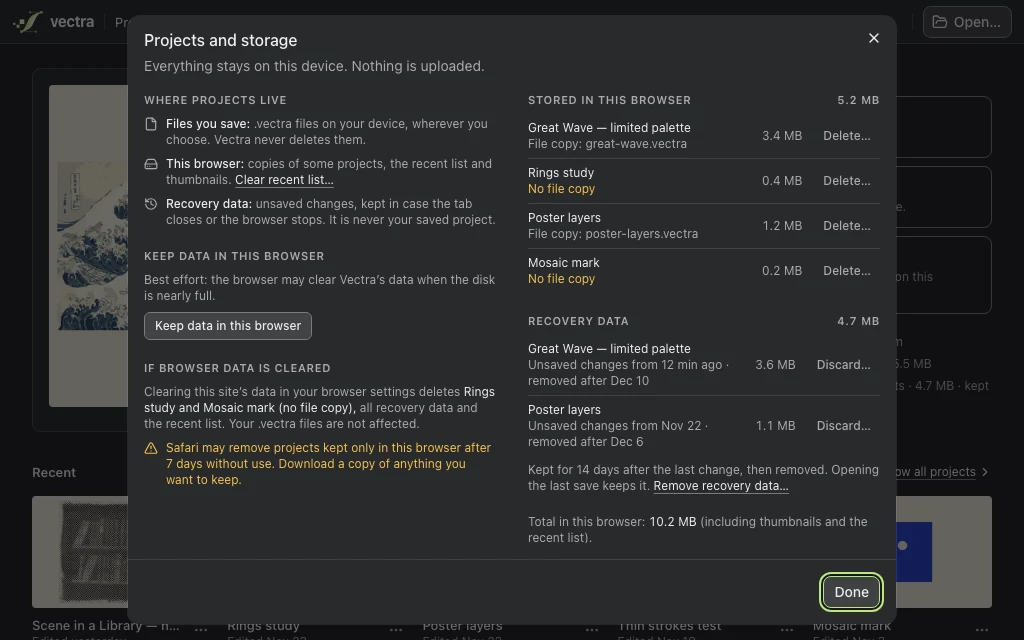 vectra
Open...
Projects and storage
Everything stays on this device. Nothing is uploaded.
WHERE PROJECTS LIVE
Files you save: .vectra files on your device, wherever you
choose. Vectra never deletes them.
This browser: copies of some projects, the recent list and
thumbnails. Clear recent list...
Recovery data: unsaved changes, kept in case the tab
closes or the browser stops. It is never your saved project.
KEEP DATA IN THIS BROWSER
Best effort: the browser may clear Vectra's data when the disk
is nearly full.
Keep data in this browser
IF BROWSER DATA IS CLEARED
Clearing this site's data in your browser settings deletes Rings
study and Mosaic mark (no file copy), all recovery data and
the recent list. Your .vectra files are not affected.
Safari may remove projects kept only in this browser after
7 days without use. Download a copy of anything you
want to keep.
STORED IN THIS BROWSER 5.2 MB
Great Wave — limited palette
File copy: great-wave.vectra
3.4 MB Delete...
Rings study
No file copy
0.4 MB Delete...
Poster layers
File copy: poster-layers.vectra
1.2 MB Delete...
Mosaic mark
No file copy
0.2 MB Delete...
RECOVERY DATA 4.7 MB
Great Wave — limited palette
Unsaved changes from 12 min ago ·
removed after Dec 10
3.6 MB Discard...
Poster layers
Unsaved changes from Nov 22 ·
removed after Dec 6
1.1 MB Discard...
Kept for 14 days after the last change, then removed. Opening
the last save keeps it. Remove recovery data...
Total in this browser: 10.2 MB (including thumbnails and the
recent list).
Done
on this
5.5 MB
· 4.7 MB · kept
Recent
all projects
Scene in a Library — 
Rings study
Poster layers
Thin strokes test
Mosaic mark